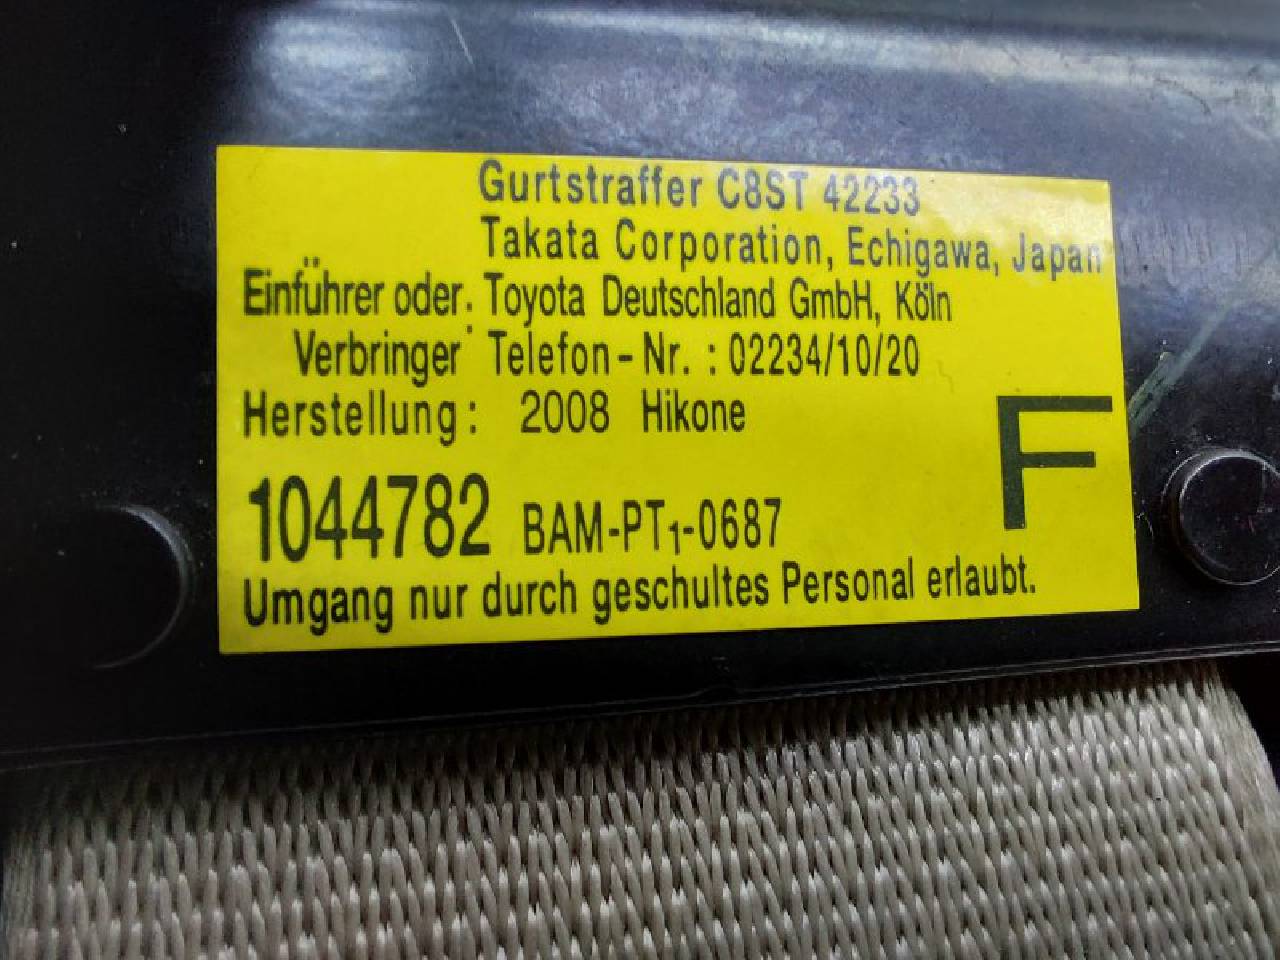 Gurtstraffer C8ST 42233
Takata Corporation, Echigawa, Japan
Einführer oder: Toyota Deutschland GmbH, Köln
Verbringer Telefon-Nr. : 02234/10/20
Herstellung: 2008 Hikone
F
1044782 BAM-PT1-0687
Umgang nur durch geschultes Personal erlaubt.